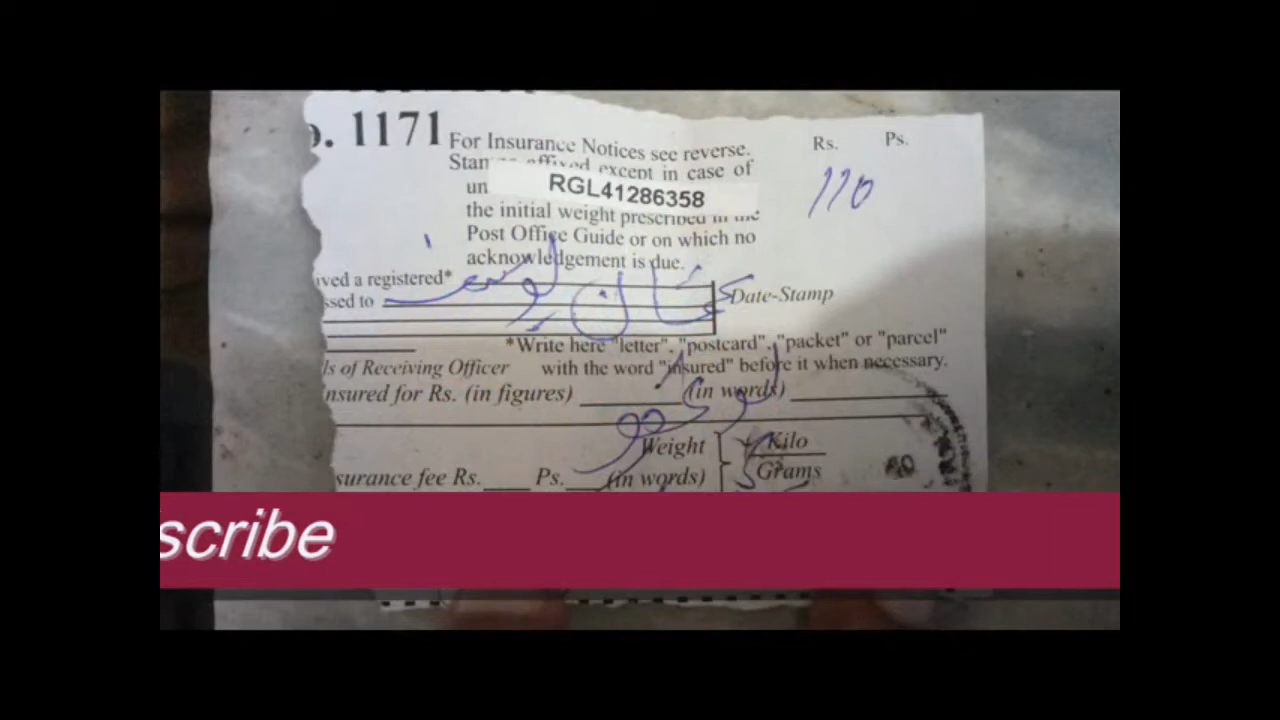 o. 1171
For Insurance Notices see reverse.
Rs. Ps.
Stamps affixed except in case of
un
RGL41286358
110
the initial weight prescribed in the
Post Office Guide or on which no
acknowledgement is due.
ived a registered*
ssed to
Date-Stamp
*Write here "letter", "postcard", "packet" or "parcel"
ls of Receiving Officer
with the word "insured" before it when necessary.
nsured for Rs. (in figures) (in words)
Weight
Kilo
Grams
surance fee Rs. Ps. (in words)
scribe